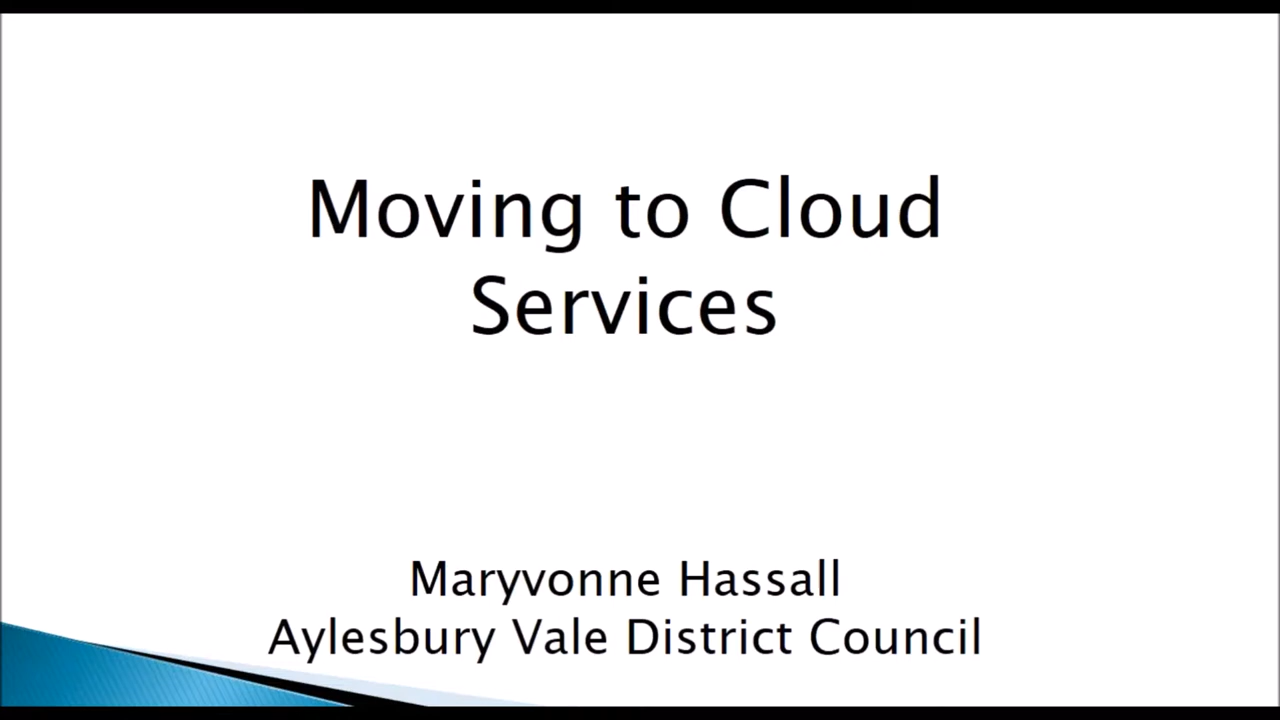 Moving to Cloud
Services
Maryvonne Hassall
Aylesbury Vale District Council